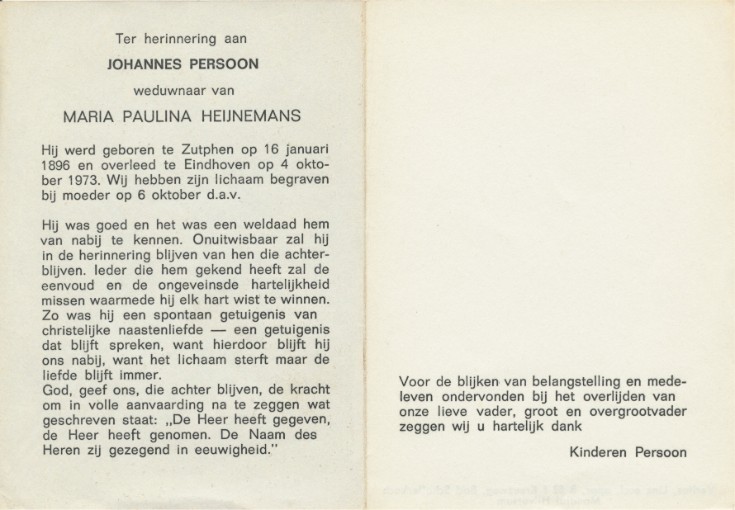 Ter herinnering aan
JOHANNES PERSOON
weduwnaar van
MARIA PAULINA HEIJNEMANS
Hij werd geboren te Zutphen op 16 januari
1896 en overleed te Eindhoven op 4 okto-
ber 1973. Wij hebben zijn lichaam begraven
bij moeder op 6 oktober d.a.v.
Hij was goed en het was een weldaad hem
van nabij te kennen. Onuitwisbaar zal hij
in de herinnering blijven van hen die achter-
blijven. Ieder die hem gekend heeft zal de
eenvoud en de ongeveinsde hartelijkheid
missen waarmede hij elk hart wist te winnen.
Zo was hij een spontaan getuigenis van
christelijke naastenliefde — een getuigenis
dat blijft spreken, want hierdoor blijft hij
ons nabij, want het lichaam sterft maar de
liefde blijft immer.
God, geef ons, die achter blijven, de kracht
om in volle aanvaarding na te zeggen wat
geschreven staat: „De Heer heeft gegeven,
de Heer heeft genomen. De Naam des
Heren zij gezegend in eeuwigheid."
Voor de blijken van belangstelling en mede-
leven ondervonden bij het overlijden van
onze lieve vader, groot en overgrootvader
zeggen wij u hartelijk dank
Kinderen Persoon